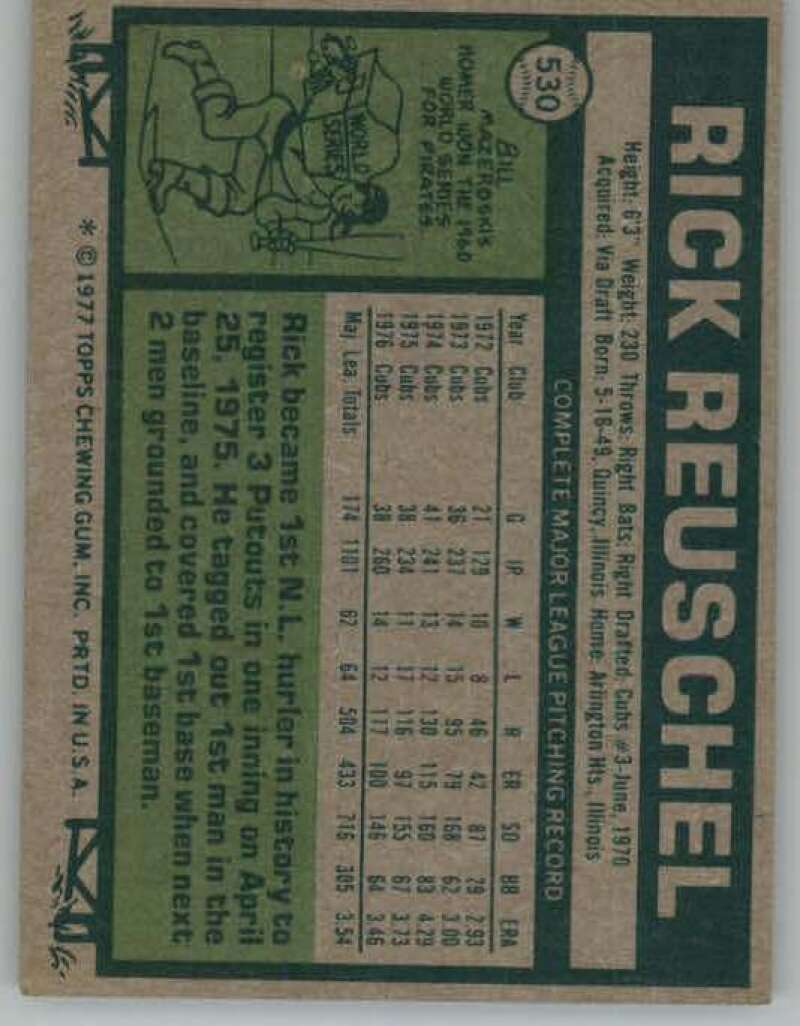 530
RICK REUSCHEL
Height: 6'3" Weight: 230 Throws: Right Bats: Right Drafted: Cubs #3-June, 1970
Acquired: Via Draft Born: 5-16-49, Quincy, Illinois Home: Arlington Hts., Illinois
COMPLETE MAJOR LEAGUE PITCHING RECORD
Year Club G IP W L R ER SO BB ERA
1972 Cubs 21 129 10 8 46 42 87 29 2.93
1973 Cubs 36 237 14 15 95 79 168 62 3.00
1974 Cubs 41 241 13 12 130 115 160 83 4.29
1975 Cubs 38 234 11 17 116 97 155 67 3.73
1976 Cubs 38 260 14 12 117 100 146 64 3.46
Maj. Lea. Totals 174 1101 62 64 504 433 716 305 3.54
BILL
MAZEROSKI'S
HOMER WON THE 1960
WORLD SERIES
FOR PIRATES
WORLD
SERIES
Rick became 1st N.L. hurler in history to
register 3 Putouts in one inning on April
25, 1975. He tagged out 1st man in the
baseline, and covered 1st base when next
2 men grounded to 1st baseman.
* © 1977 TOPPS CHEWING GUM, INC. PRTD. IN U.S.A.